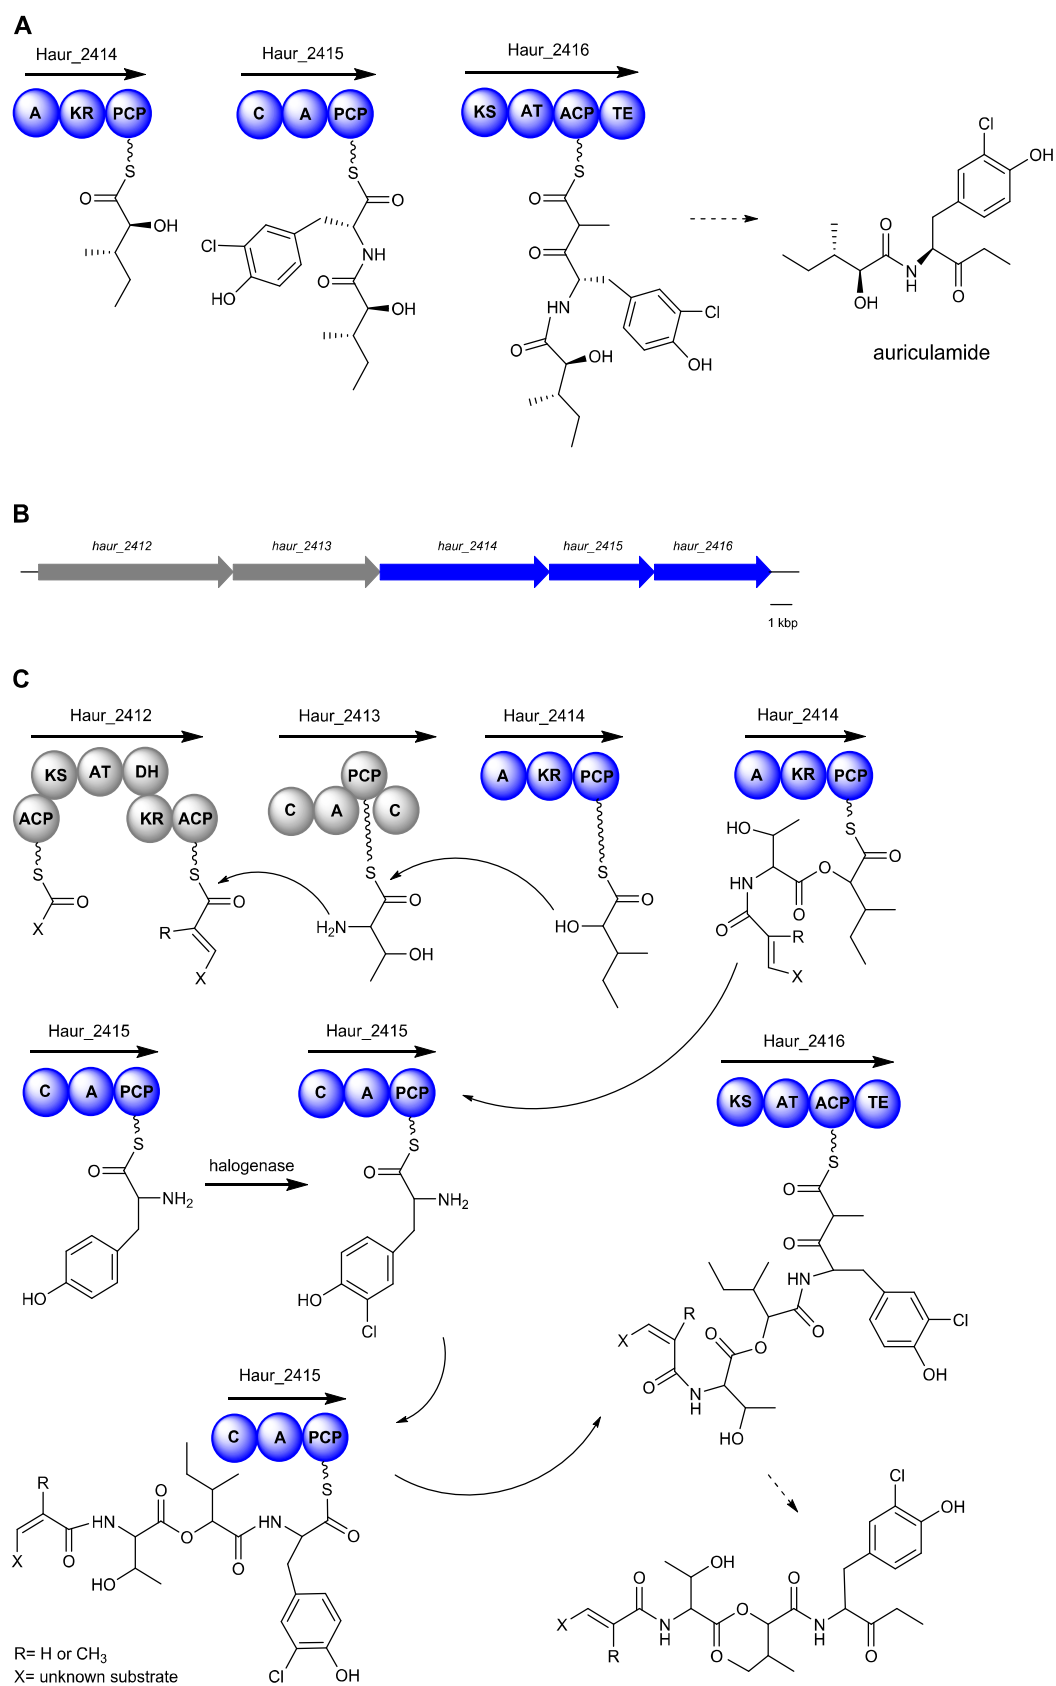 A
Haur_2414
Haur_2415
Haur_2416
A KR PCP
C A PCP
KS AT ACP TE
S
O
OH
S
O
Cl
NH
HO
O
OH
S
O
O
HN
Cl
O
OH
OH
Cl
OH
O
N
H
OH
O
auriculamide
B
haur_2412
haur_2413
haur_2414
haur_2415
haur_2416
1 kbp
C
Haur_2412
Haur_2413
Haur_2414
Haur_2414
ACP KS AT DH KR ACP
C A PCP C
A KR PCP
A KR PCP
S
O
X
S
O
R
X
S
O
H2N
OH
S
O
HO
S
O
HO
O
HN
O
O
R
X
Haur_2415
Haur_2415
Haur_2416
C A PCP
C A PCP
KS AT ACP TE
S
O
NH2
HO
halogenase
S
O
NH2
HO
Cl
S
O
O
HN
O
Cl
OH
R
X
O
O
O
N
H
HO
Haur_2415
C A PCP
S
O
R
X
O
HN
O
O
HO
O
HN
Cl
OH
Cl
OH
OH
O
O
O
X
R
N
H
O
N
H
O
R= H or CH3
X= unknown substrate